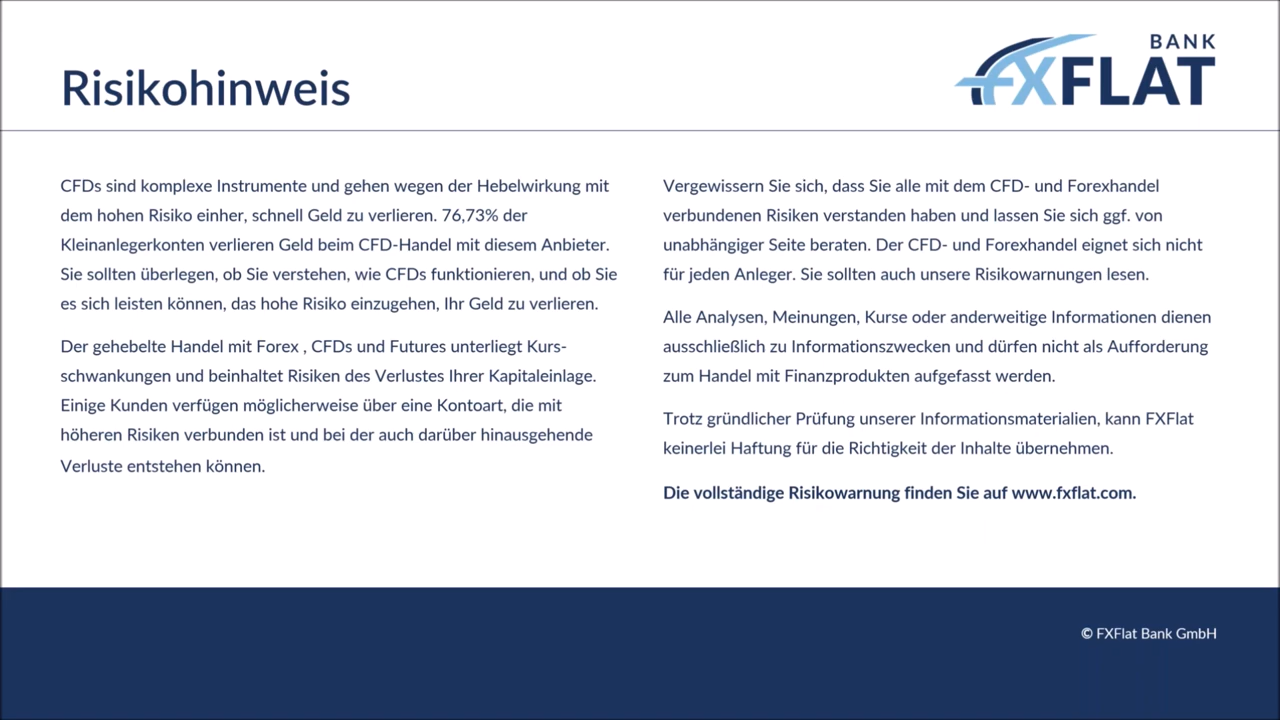 Risikohinweis
BANK
FXFLAT
CFDs sind komplexe Instrumente und gehen wegen der Hebelwirkung mit
dem hohen Risiko einher, schnell Geld zu verlieren. 76,73% der
Kleinanlegerkonten verlieren Geld beim CFD-Handel mit diesem Anbieter.
Sie sollten überlegen, ob Sie verstehen, wie CFDs funktionieren, und ob Sie
es sich leisten können, das hohe Risiko einzugehen, Ihr Geld zu verlieren.
Der gehebelte Handel mit Forex , CFDs und Futures unterliegt Kurs-
schwankungen und beinhaltet Risiken des Verlustes Ihrer Kapitaleinlage.
Einige Kunden verfügen möglicherweise über eine Kontoart, die mit
höheren Risiken verbunden ist und bei der auch darüber hinausgehende
Verluste entstehen können.
Vergewissern Sie sich, dass Sie alle mit dem CFD- und Forexhandel
verbundenen Risiken verstanden haben und lassen Sie sich ggf. von
unabhängiger Seite beraten. Der CFD- und Forexhandel eignet sich nicht
für jeden Anleger. Sie sollten auch unsere Risikowarnungen lesen.
Alle Analysen, Meinungen, Kurse oder anderweitige Informationen dienen
ausschließlich zu Informationszwecken und dürfen nicht als Aufforderung
zum Handel mit Finanzprodukten aufgefasst werden.
Trotz gründlicher Prüfung unserer Informationsmaterialien, kann FXFlat
keinerlei Haftung für die Richtigkeit der Inhalte übernehmen.
Die vollständige Risikowarnung finden Sie auf www.fxflat.com.
© FXFlat Bank GmbH